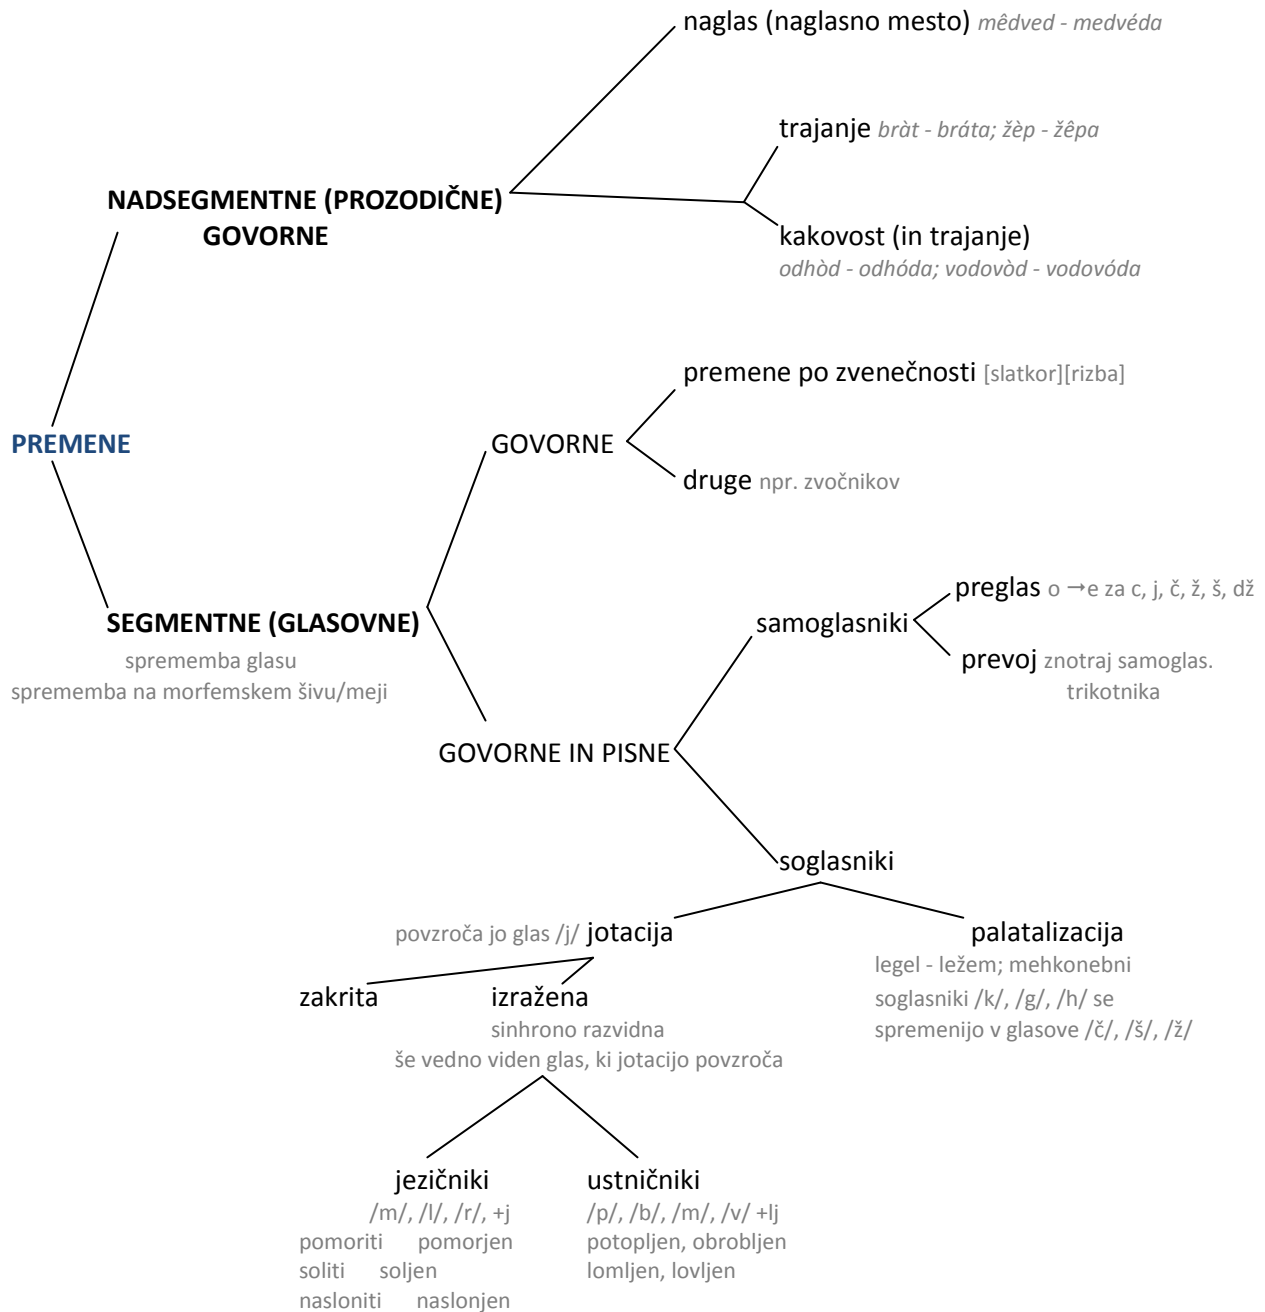 naglas (naglasno mesto) mêdved - medvéda
trajanje bràt - bráta; žèp - žêpa
NADSEGMENTNE (PROZODIČNE)
GOVORNE
kakovost (in trajanje)
odhòd - odhóda; vodovòd - vodovóda
premene po zvenečnosti [slatkor][rizba]
PREMENE
GOVORNE
druge npr. zvočnikov
preglas o →e za c, j, č, ž, š, dž
SEGMENTNE (GLASOVNE)
samoglasniki
sprememba glasu
prevoj znotraj samoglas.
sprememba na morfemskem šivu/meji
trikotnika
GOVORNE IN PISNE
soglasniki
povzroča jo glas /j/ jotacija
palatalizacija
legel - ležem; mehkonebni
zakrita
izražena
soglasniki /k/, /g/, /h/ se
sinhrono razvidna
spremenijo v glasove /č/, /š/, /ž/
še vedno viden glas, ki jotacijo povzroča
jezičniki
ustničniki
/m/, /l/, /r/, +j
/p/, /b/, /m/, /v/ +lj
pomoriti pomorjen
potopljen, obrobljen
soliti soljen
lomljen, lovljen
nasloniti naslonjen